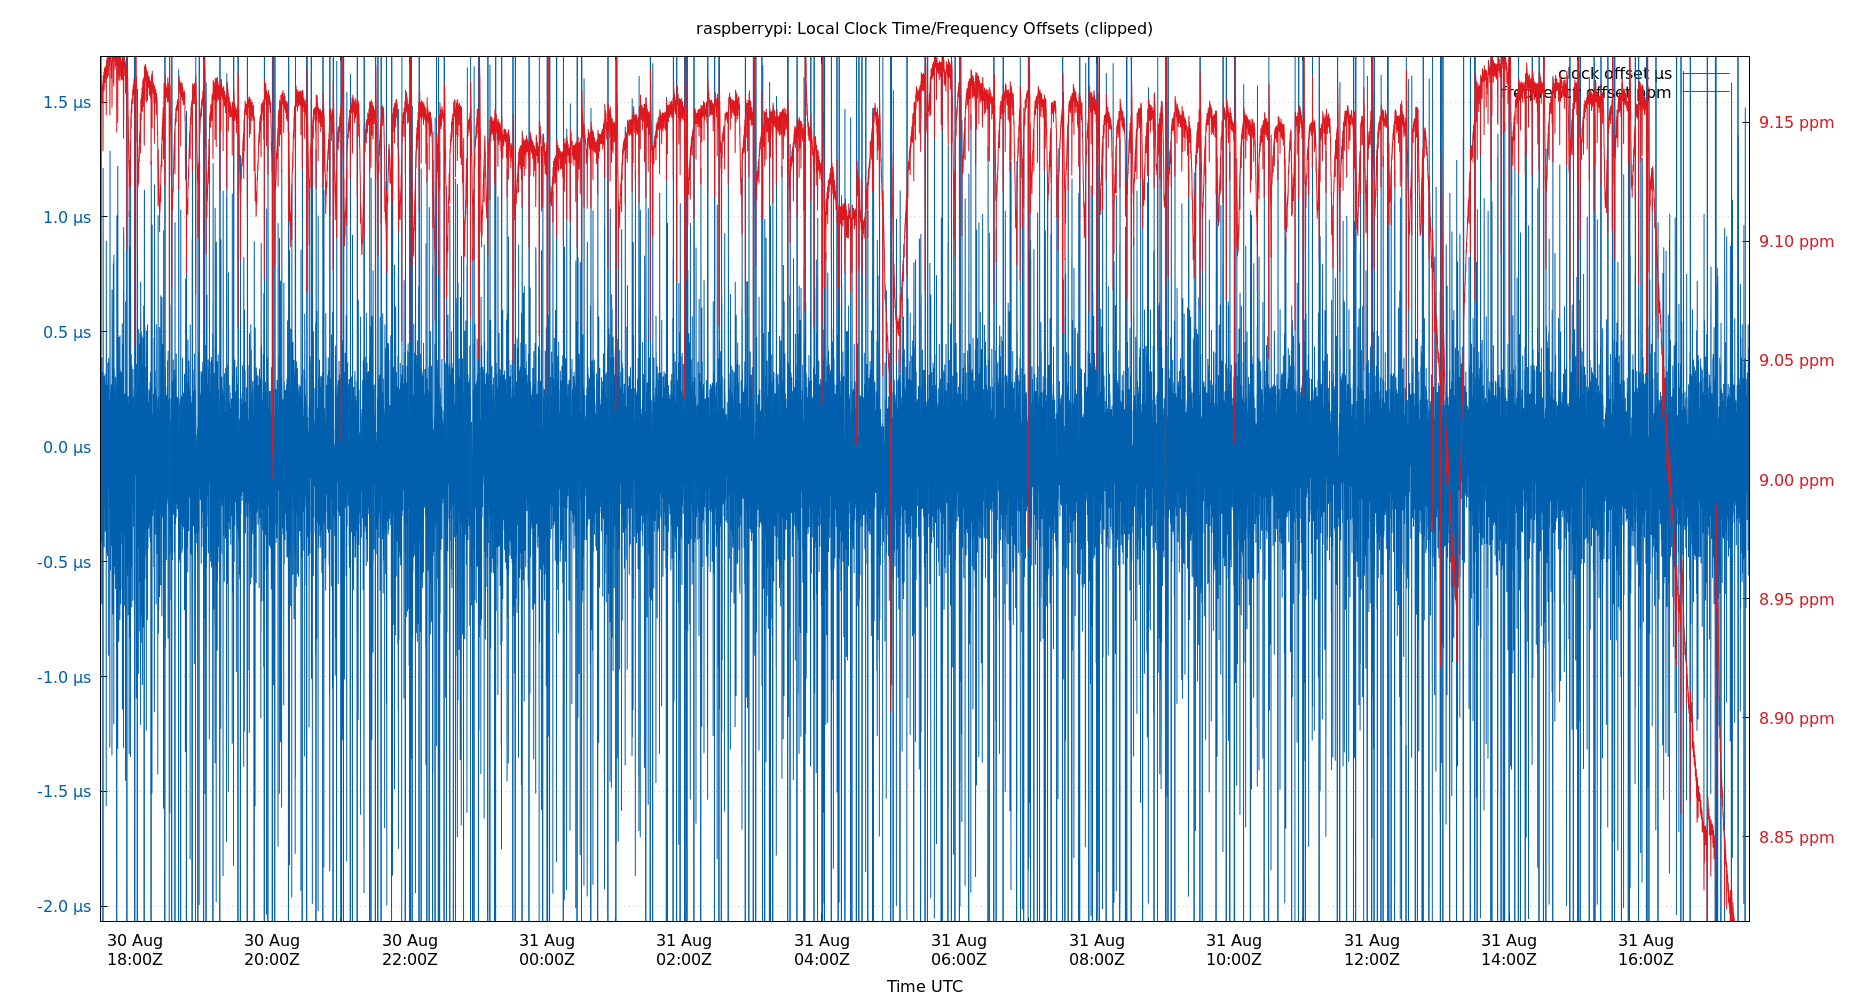 raspberrypi: Local Clock Time/Frequency Offsets (clipped)
clock offset µs
frequency offset ppm
1.5 µs
1.0 µs
0.5 µs
0.0 µs
-0.5 µs
-1.0 µs
-1.5 µs
-2.0 µs
9.15 ppm
9.10 ppm
9.05 ppm
9.00 ppm
8.95 ppm
8.90 ppm
8.85 ppm
30 Aug
18:00Z
30 Aug
20:00Z
30 Aug
22:00Z
31 Aug
00:00Z
31 Aug
02:00Z
31 Aug
04:00Z
31 Aug
06:00Z
31 Aug
08:00Z
31 Aug
10:00Z
31 Aug
12:00Z
31 Aug
14:00Z
31 Aug
16:00Z
Time UTC